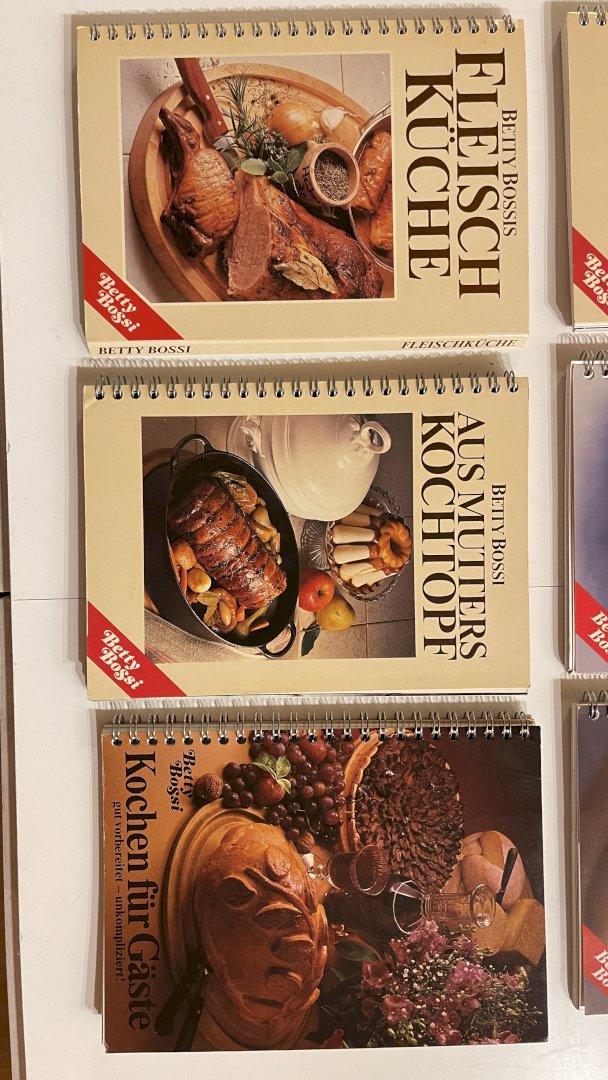 BETTY BOSSIS
FLEISCH
KÜCHE
Betty
Bossi
BETTY BOSSI
FLEISCHKÜCHE
BETTY BOSSI
AUS MUTTERS
KOCHTOPF
Betty
Bossi
Betty
Bossi
Kochen für Gäste
gut vorbereitet – unkompliziert!